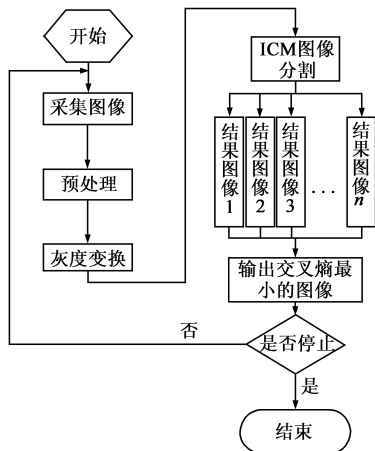 开始
采集图像
预处理
灰度变换
ICM图像
分割
结果图像1
结果图像2
结果图像3
...
结果图像n
输出交叉熵最
小的图像
是否停止
否
是
结束